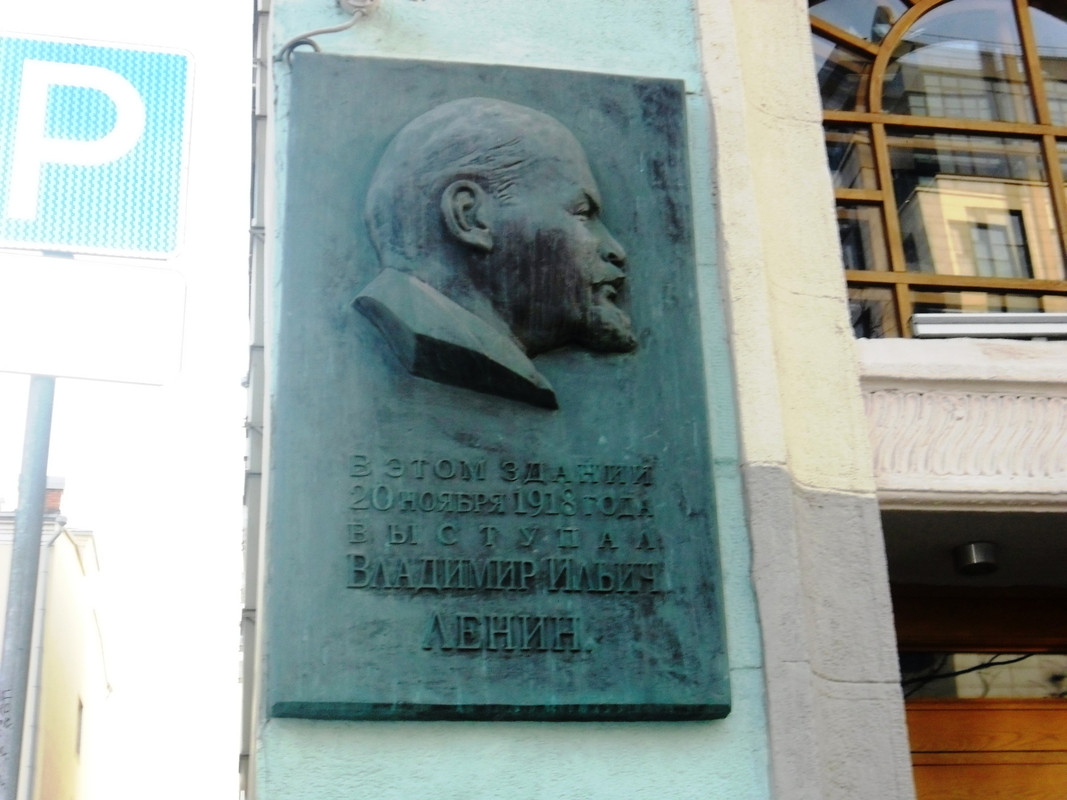 P
В ЭТОМ ЗДАНИИ
20 НОЯБРЯ 1918 ГОДА
ВЫСТУПАЛ
ВЛАДИМИР ИЛЬИЧ
ЛЕНИН.